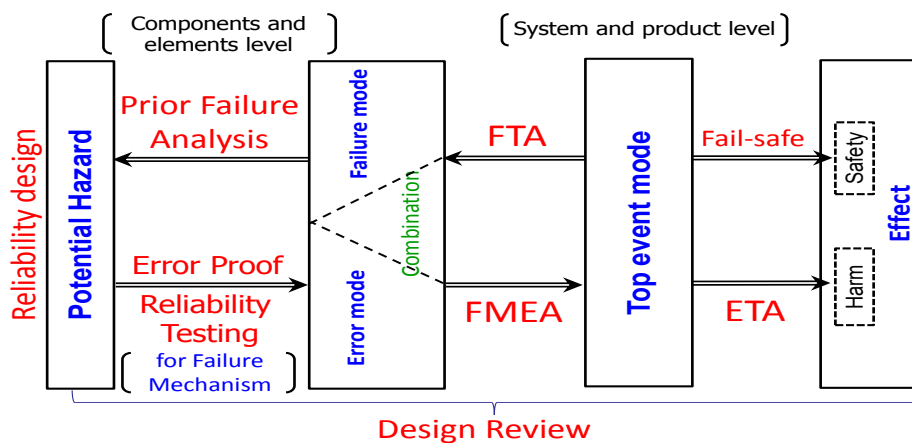 Components and
elements level
System and product level
Reliability design
Potential Hazard
Prior Failure
Analysis
Error Proof
Reliability
Testing
for Failure
Mechanism
Failure mode
Error mode
Combination
FTA
FMEA
Top event mode
Fail-safe
ETA
Safety
Harm
Effect
Design Review